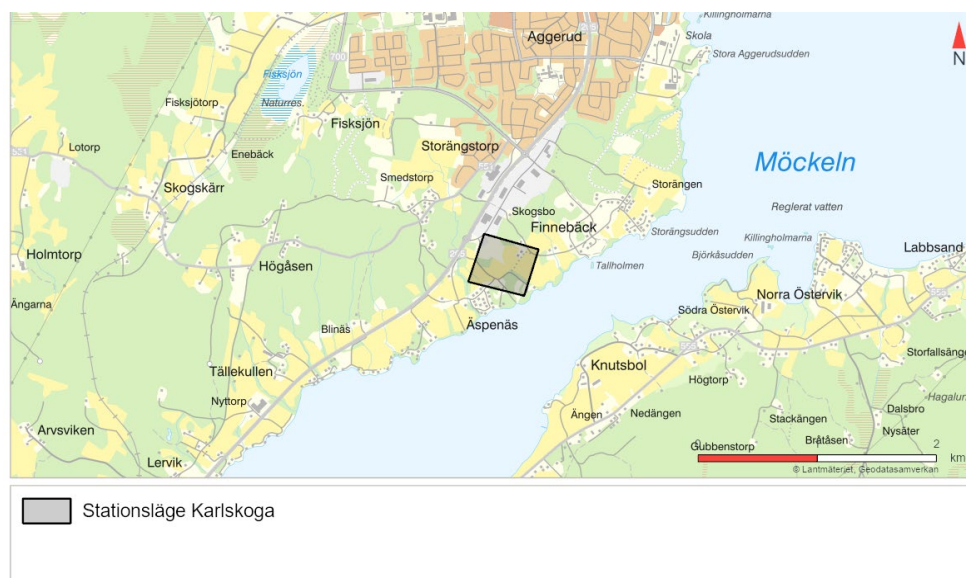 Killingholmarna
Aggerud
Skola
Stora Aggerudsudden
N
Fisksjön
Fisksjötorp
Naturres.
Fisksjön
Lotorp
Storängstorp
Enebäck
Möckeln
Smedstorp
Skogskärr
Storängen
Reglerat vatten
Skogsbo
Finnebäck
Storängsudden
Killingholmarna
Labbsand
Holmtorp
Björkåsudden
Högåsen
Tallholmen
Norra Östervik
Ängarna
Södra Östervik
Äspenäs
Blinäs
Storfallsänge
Knutsbol
Tällekullen
Högtorp
Hagalun
Nyttorp
Ängen
Nedängen
Stackängen
Dalsbro
Arvsviken
Nysäter
Gubbenstorp
Bråtåsen
2
Lervik
km
© Lantmäteriet, Geodatasamverkan
Stationsläge Karlskoga